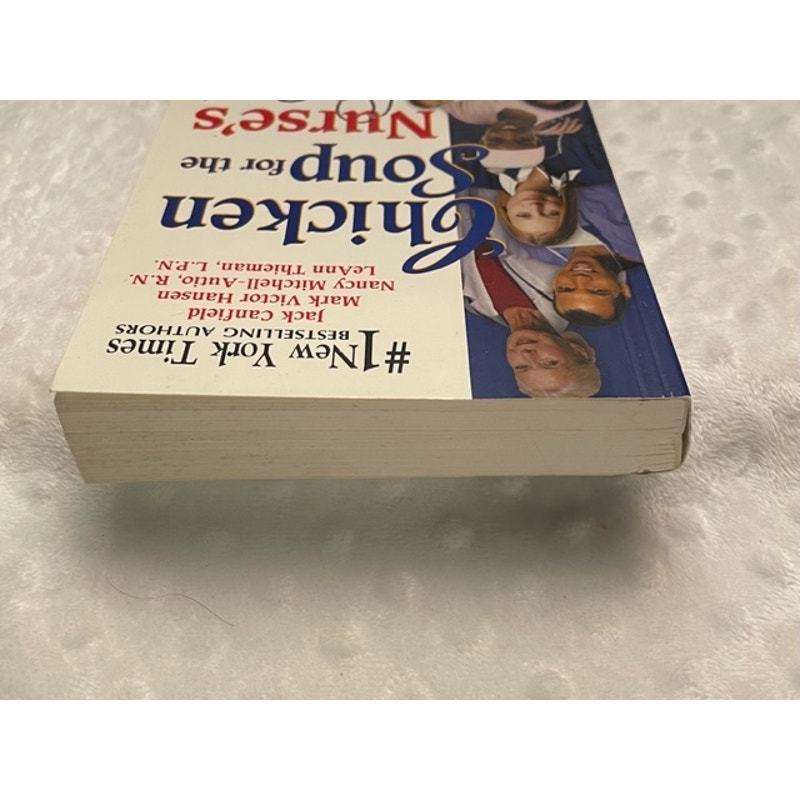 #1 NEW YORK TIMES
BESTSELLING AUTHORS
Jack Canfield
Mark Victor Hansen
Nancy Mitchell-Autio, R.N.
LeAnn Thieman, L.P.N.
Chicken
Soup for the
Nurse's